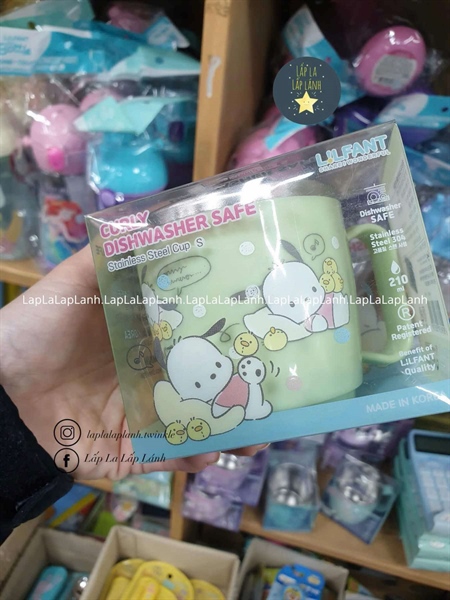 LẤP LA
LẤP LÁNH
LiLFANT
CURLY
DISHWASHER SAFE
Stainless Steel Cup S
Dishwasher
SAFE
Stainless
Steel 304
210 ml
R
Patent
Registered
Benefit of
LiLFANT
Quality
MADE IN KOREA
LapLaLapLanh.LapLaLapLanh.LapLaLapLanh.LapLaLapLanh.LapLaLapLanh
laplalaplanh.twinkle
Lấp La Lấp Lánh